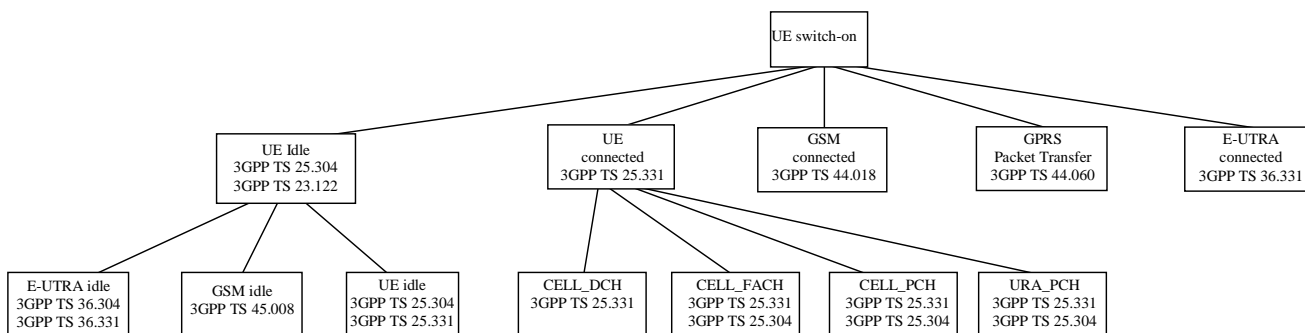 UE switch-on
UE Idle
3GPP TS 25.304
3GPP TS 23.122
UE
connected
3GPP TS 25.331
GSM
connected
3GPP TS 44.018
GPRS
Packet Transfer
3GPP TS 44.060
E-UTRA
connected
3GPP TS 36.331
E-UTRA idle
3GPP TS 36.304
3GPP TS 36.331
GSM idle
3GPP TS 45.008
UE idle
3GPP TS 25.304
3GPP TS 25.331
CELL_DCH
3GPP TS 25.331
CELL_FACH
3GPP TS 25.331
3GPP TS 25.304
CELL_PCH
3GPP TS 25.331
3GPP TS 25.304
URA_PCH
3GPP TS 25.331
3GPP TS 25.304